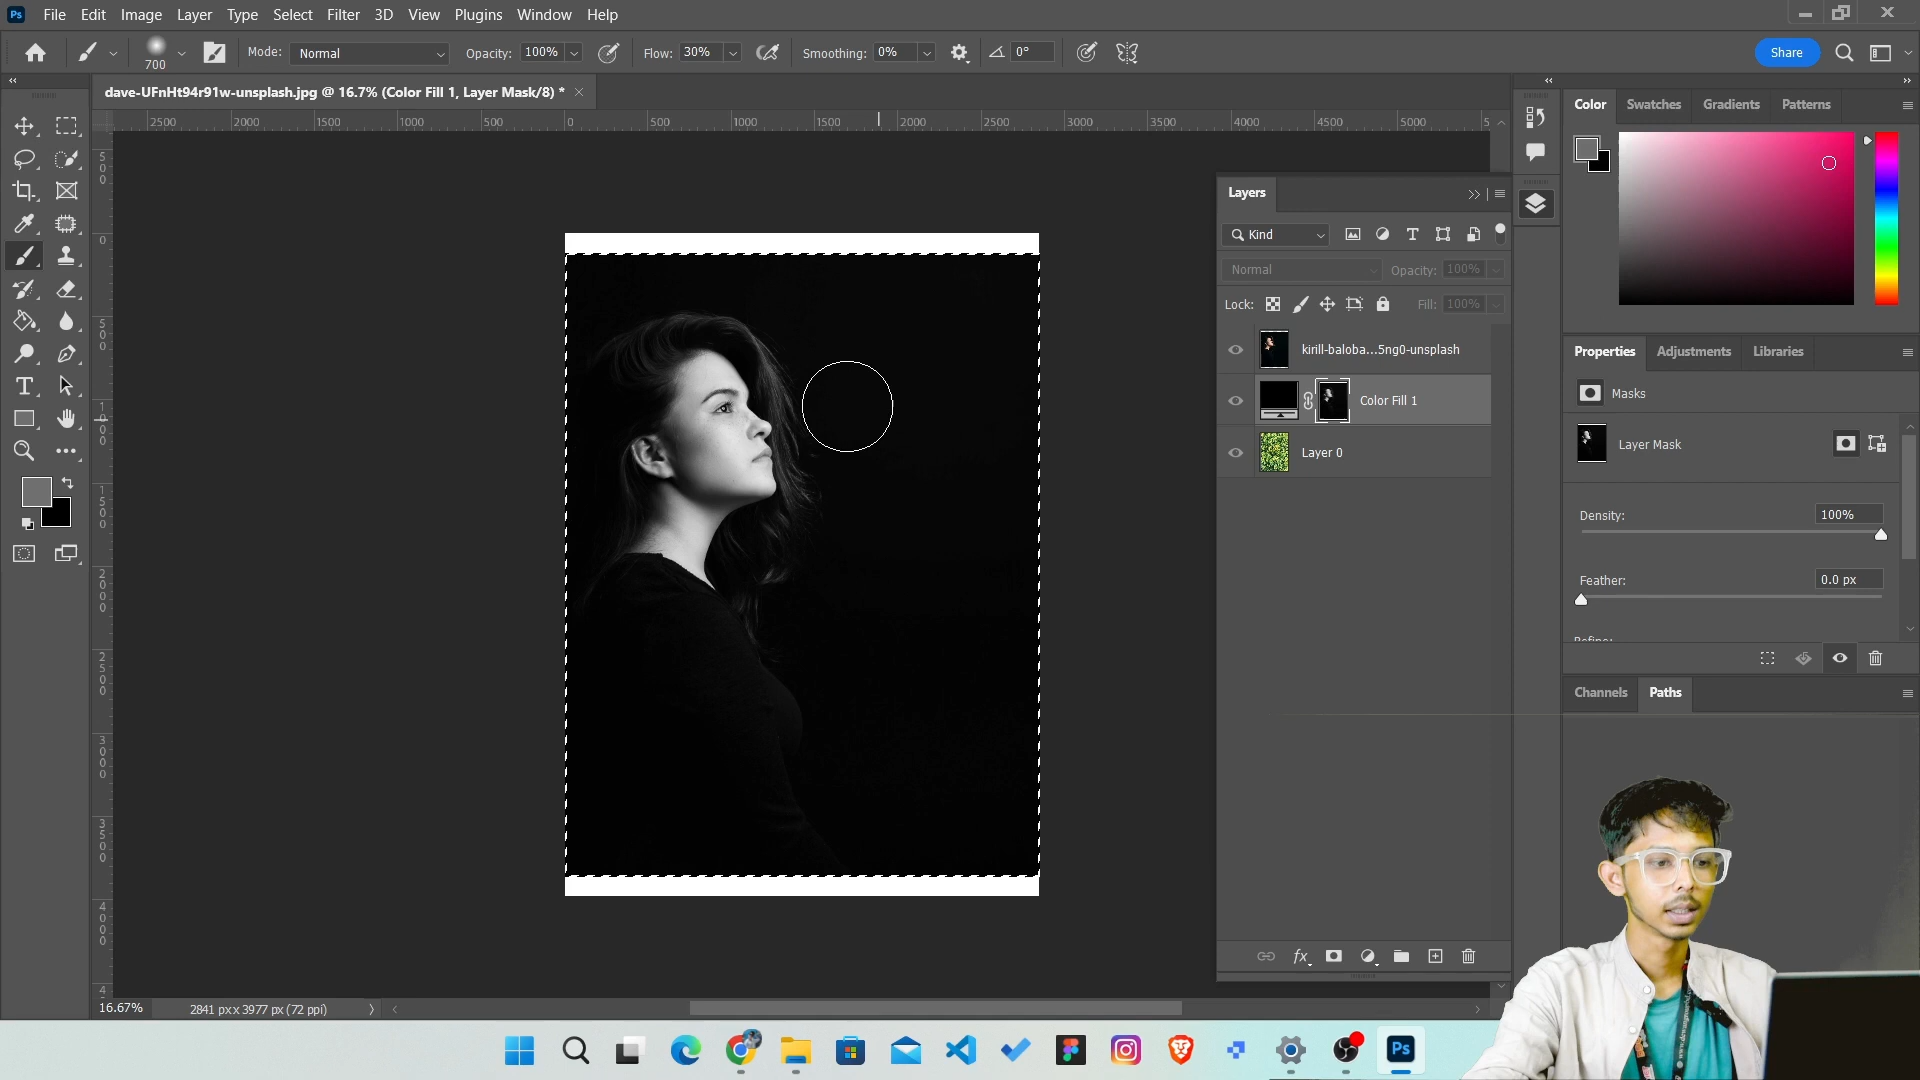 File Edit Image Layer Type Select Filter 3D View Plugins Window Help
700 Mode: Normal Opacity: 100% Flow: 30% Smoothing: 0% 0° Share
dave-UFnHt94r91w-unsplash.jpg @ 16.7% (Color Fill 1, Layer Mask/8) *
2500 2000 1500 1000 500 0 500 1000 1500 2000 2500 3000 3500 4000 4500 5000 5
500
0
500
1000
1500
2000
2500
3000
3500
4000
4
Layers
Kind
Normal Opacity: 100%
Lock: Fill: 100%
kirill-baloba...5ng0-unsplash
Color Fill 1
Layer 0
Color Swatches Gradients Patterns
Properties Adjustments Libraries
Masks
Layer Mask
Density: 100%
Feather: 0.0 px
Refine:
Channels Paths
16.67% 2841 px x 3977 px (72 ppi)
Ps